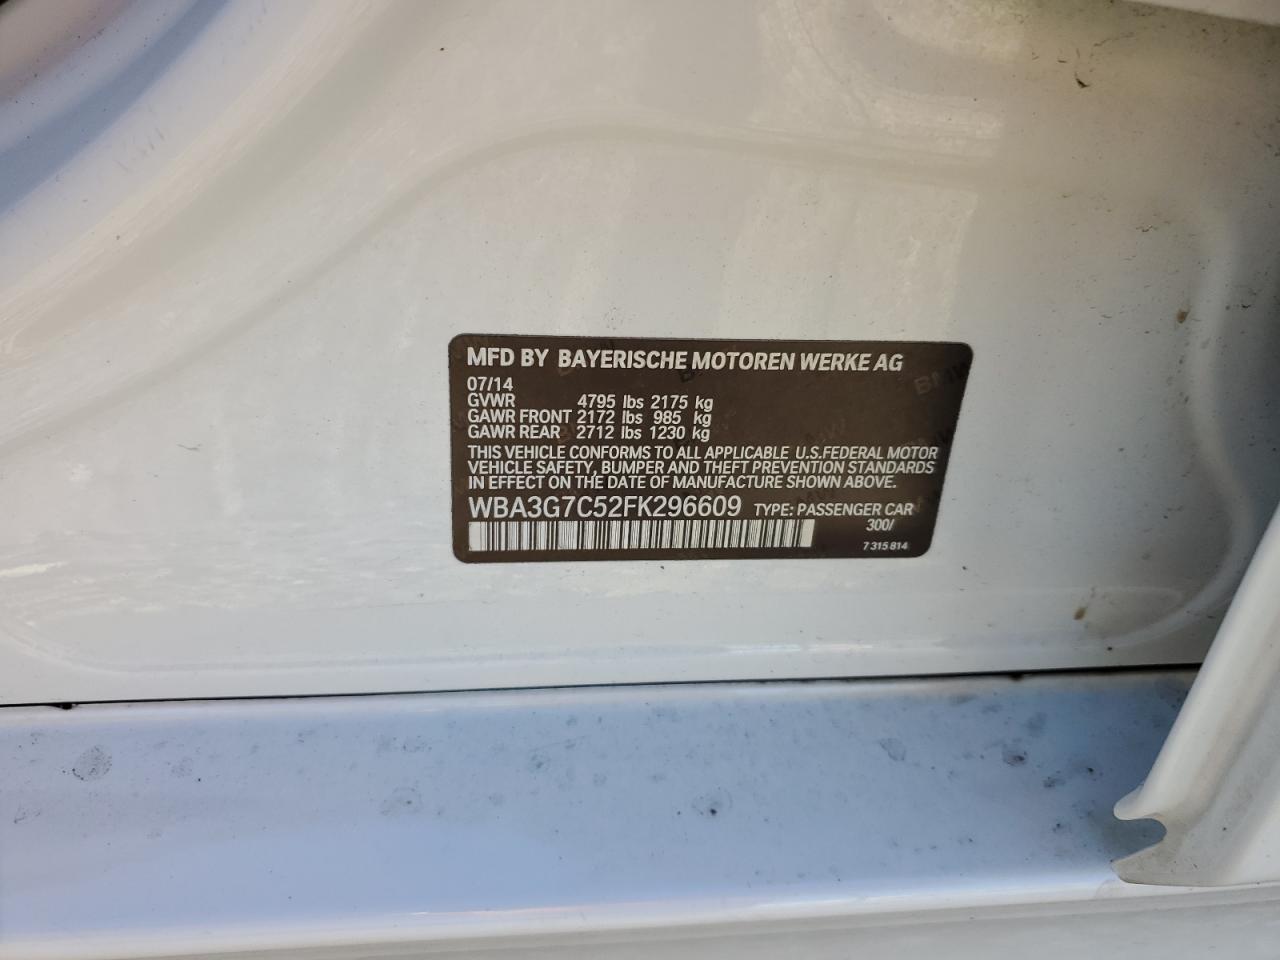 MFD BY BAYERISCHE MOTOREN WERKE AG
07/14
GVWR 4795 lbs 2175 kg
GAWR FRONT 2172 lbs 985 kg
GAWR REAR 2712 lbs 1230 kg
THIS VEHICLE CONFORMS TO ALL APPLICABLE U.S.FEDERAL MOTOR
VEHICLE SAFETY, BUMPER AND THEFT PREVENTION STANDARDS
IN EFFECT ON THE DATE OF MANUFACTURE SHOWN ABOVE.
WBA3G7C52FK296609 TYPE: PASSENGER CAR
300/
7 315 814